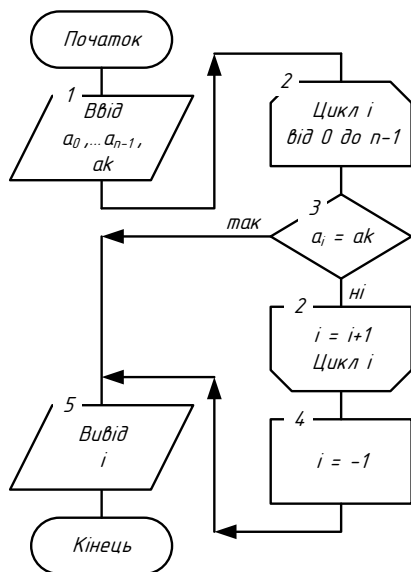 Початок
1
Ввід
a0,...an-1,
ak
2
Цикл i
від 0 до n-1
3
ai = ak
так
ні
2
i = i+1
Цикл i
4
i = -1
5
Вивід
i
Кінець